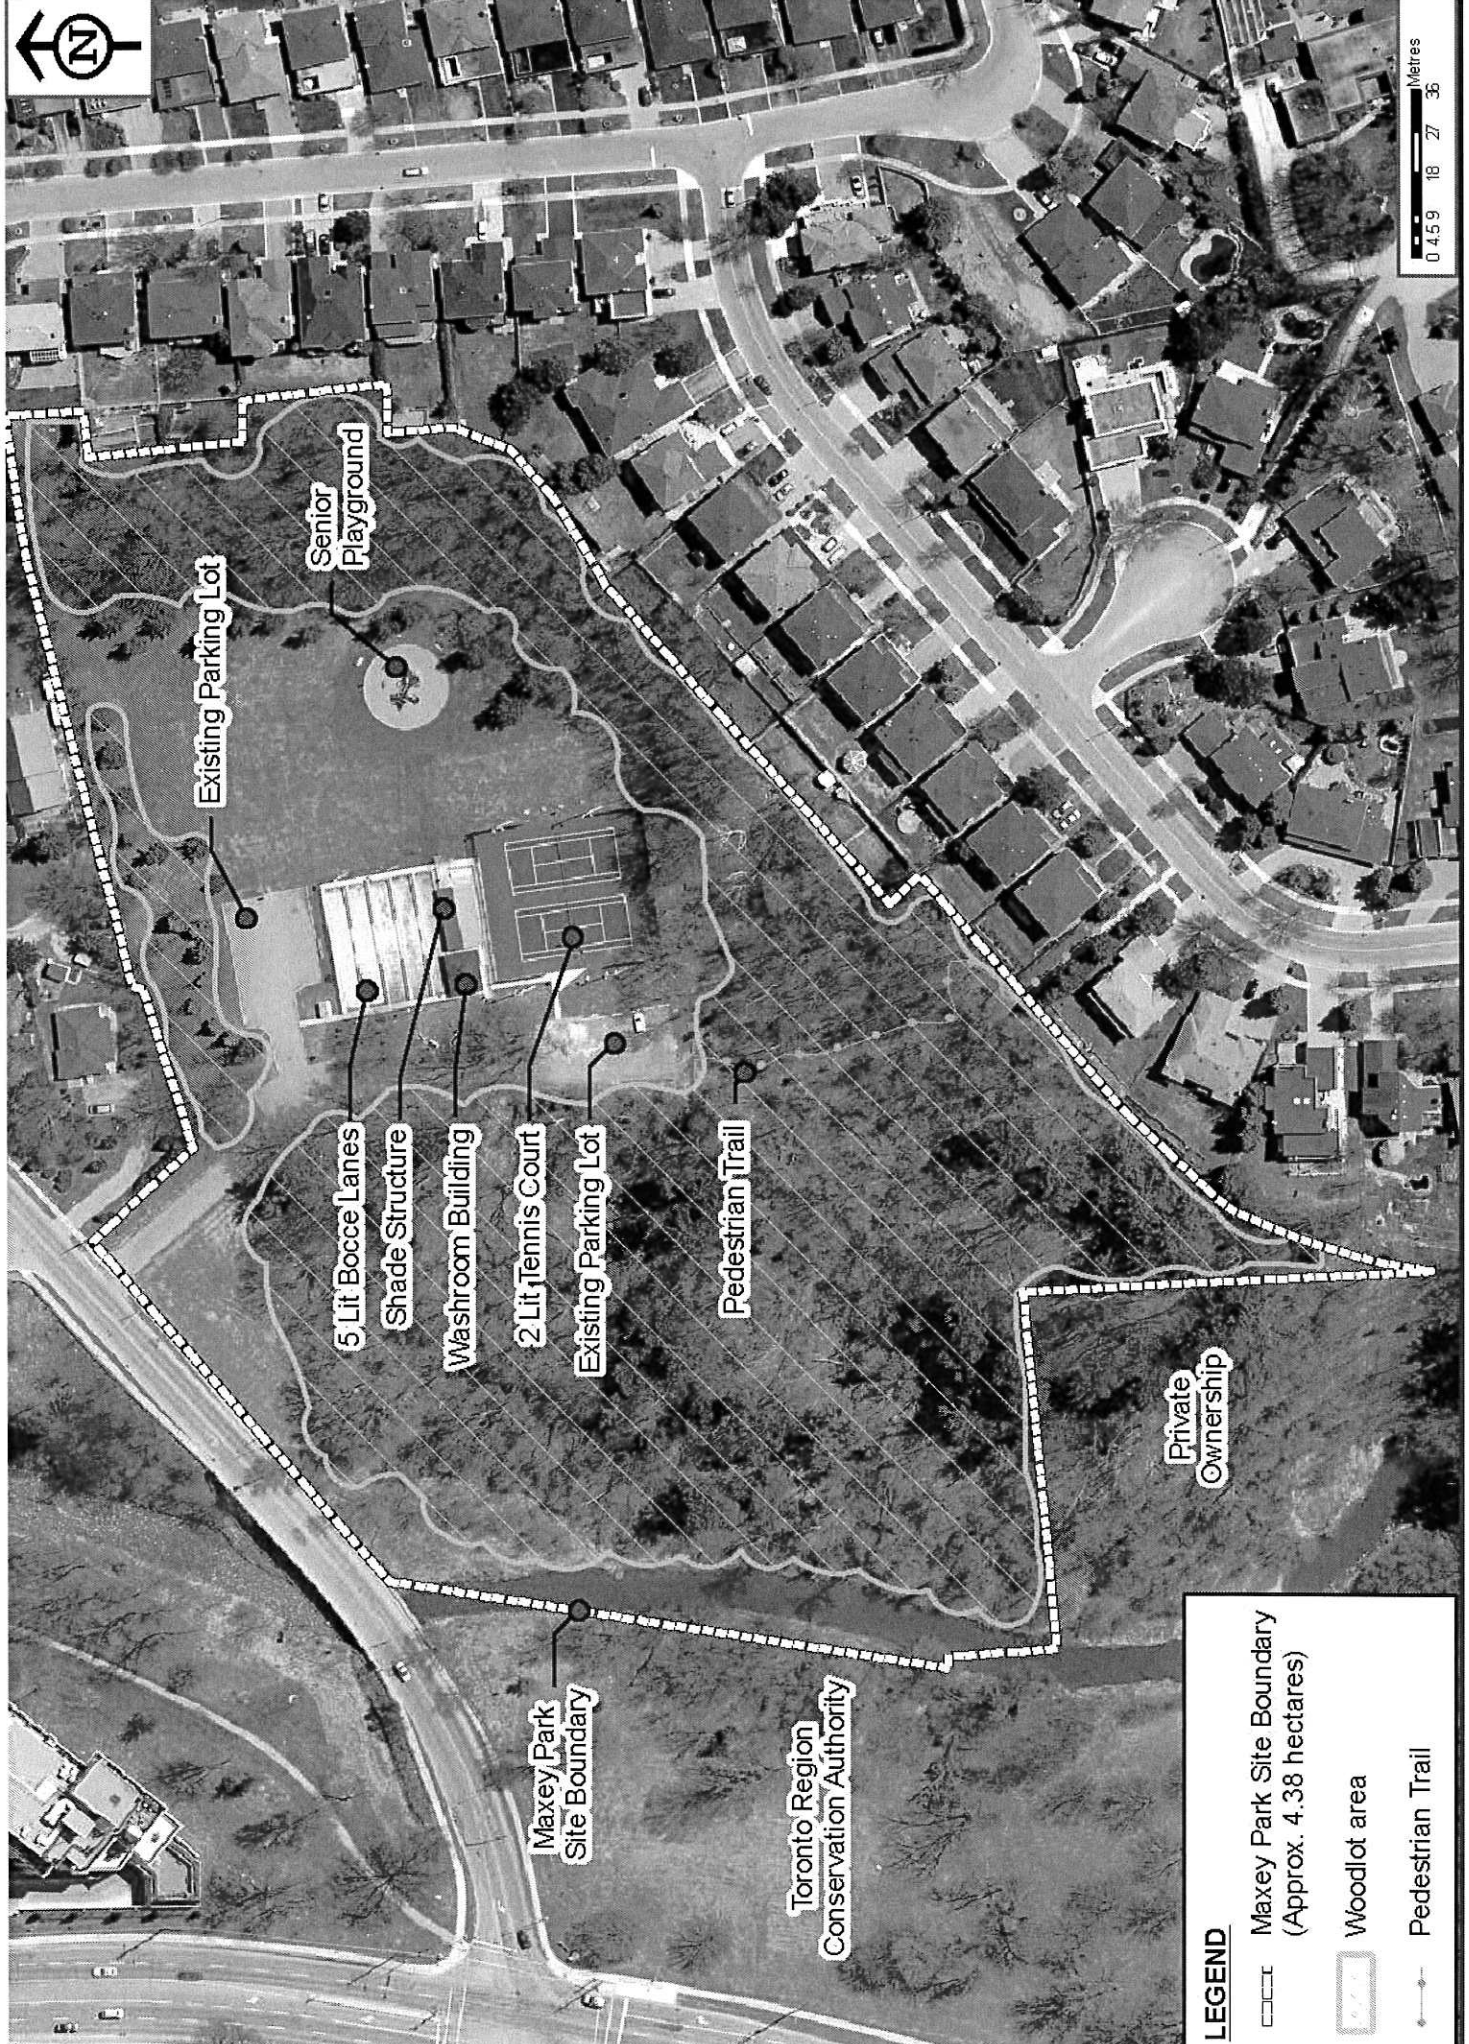 N
Existing Parking Lot
Senior
Playground
5 Lit Bocce Lanes
Shade Structure
Washroom Building
2 Lit Tennis Court
Existing Parking Lot
Pedestrian Trail
Maxey Park
Site Boundary
Toronto Region
Conservation Authority
Private
Ownership
LEGEND
Maxey Park Site Boundary
(Approx. 4.38 hectares)
Woodlot area
Pedestrian Trail
Metres
0 4.5 9 18 27 36